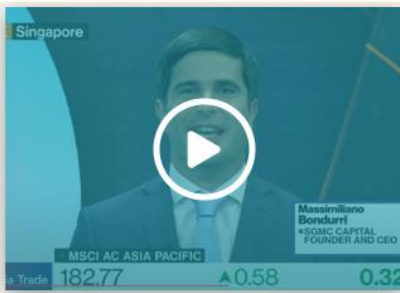 Singapore
Massimiliano
Bondurri
SGMC CAPITAL
FOUNDER AND CEO
MSCI AC ASIA PACIFIC
a Trade 182.77 ▲0.58 0.32